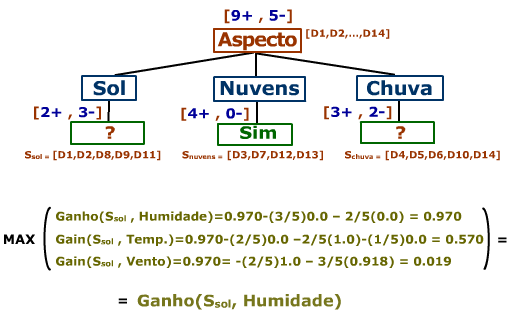 [9+ , 5-]
Aspecto [D1,D2,...,D14]
Sol Nuvens Chuva
[2+ , 3-] [4+ , 0-] [3+ , 2-]
? Sim ?
Ssol = [D1,D2,D8,D9,D11] Snuvens = [D3,D7,D12,D13] Schuva = [D4,D5,D6,D10,D14]
Ganho(Ssol , Humidade)=0.970-(3/5)0.0 – 2/5(0.0) = 0.970
MAX Gain(Ssol , Temp.)=0.970-(2/5)0.0 –2/5(1.0)-(1/5)0.0 = 0.570 =
Gain(Ssol , Vento)=0.970= -(2/5)1.0 – 3/5(0.918) = 0.019
= Ganho(Ssol, Humidade)